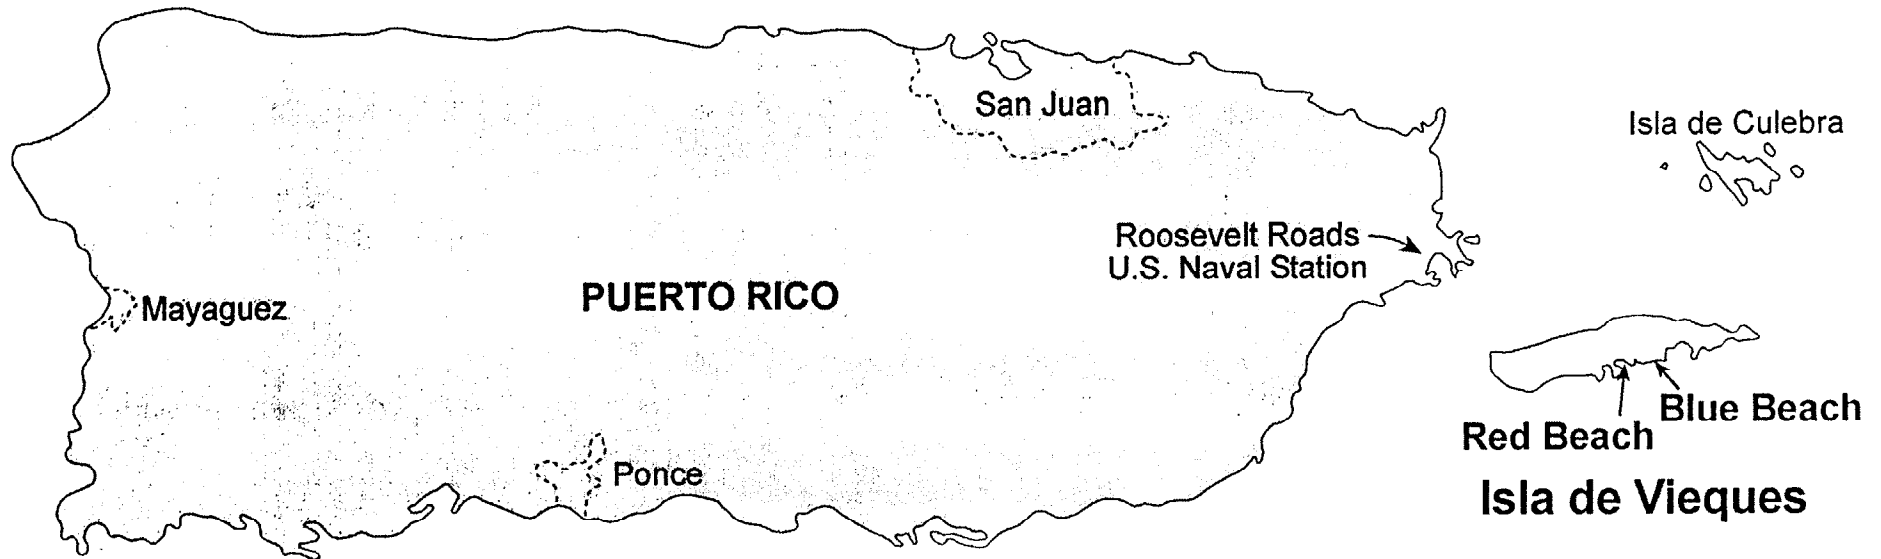 San Juan
Isla de Culebra
Roosevelt Roads
U.S. Naval Station
PUERTO RICO
Mayaguez
Blue Beach
Red Beach
Ponce
Isla de Vieques